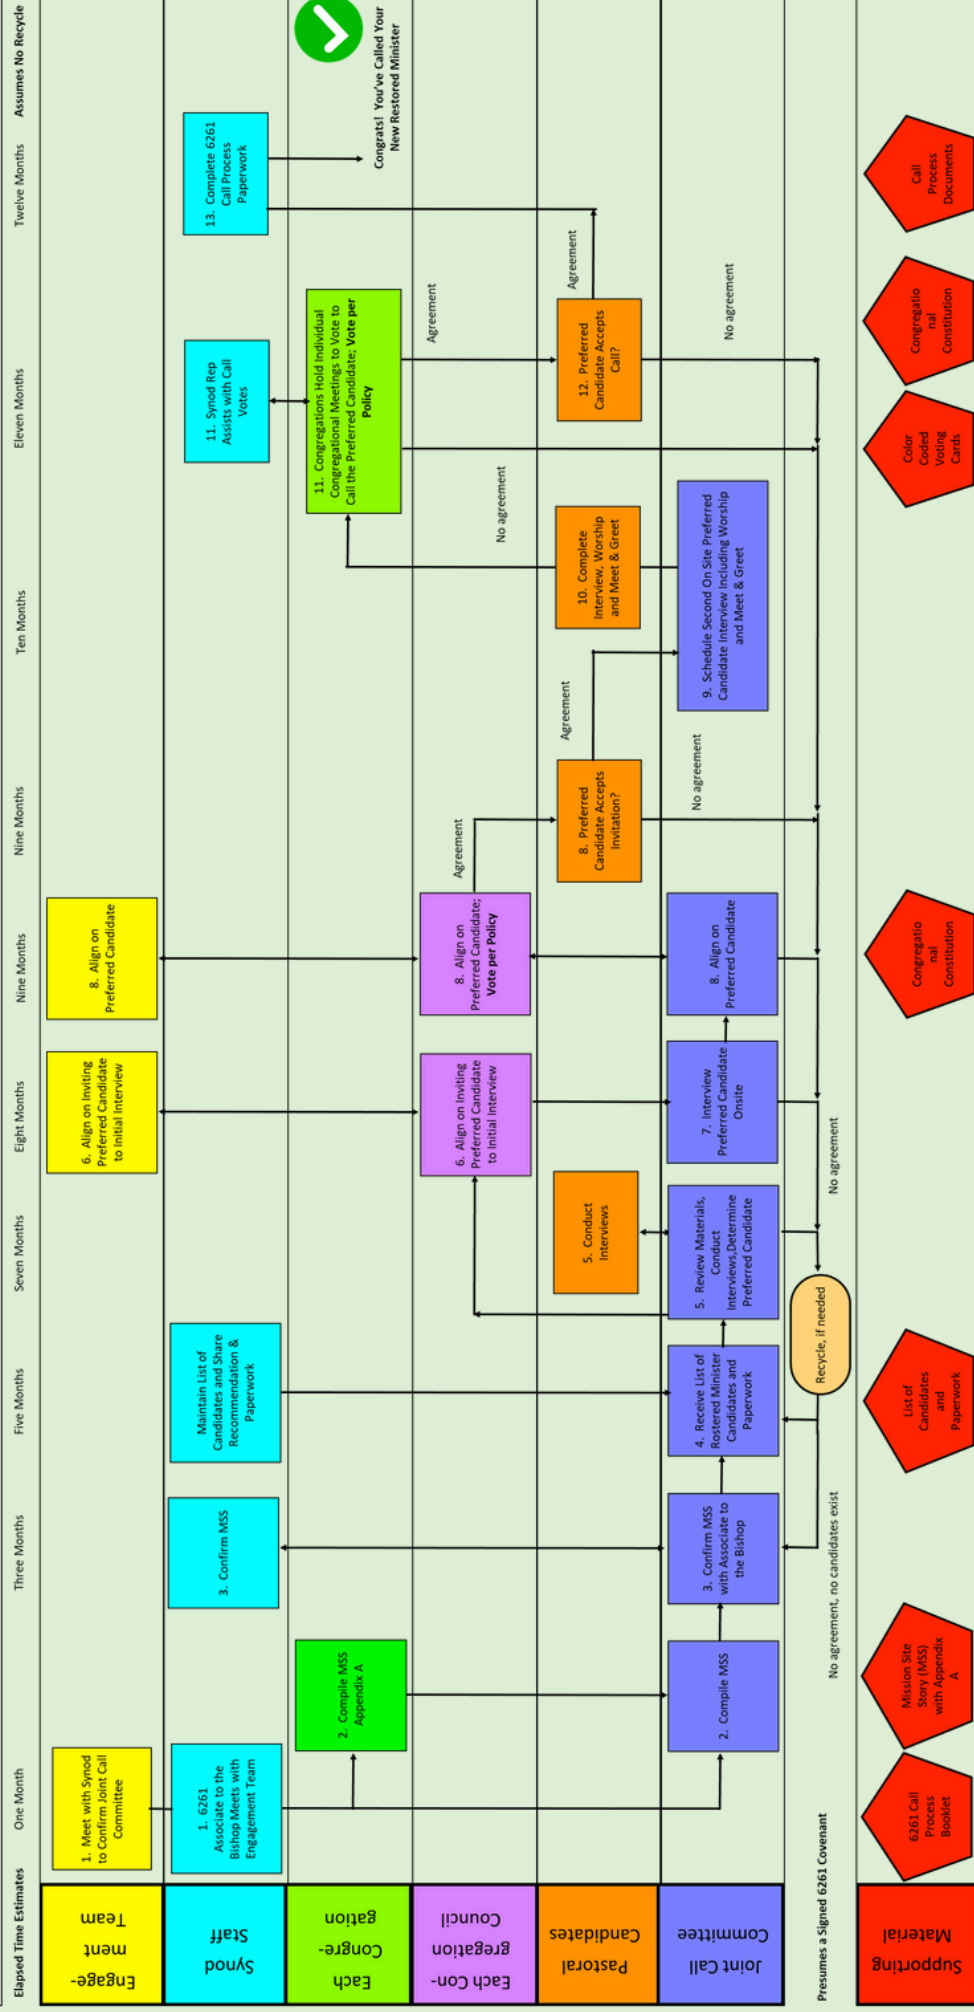 Elapsed Time Estimates
One Month
Three Months
Five Months
Seven Months
Eight Months
Nine Months
Nine Months
Ten Months
Eleven Months
Twelve Months
Assumes No Recycle
Engage-
ment
Team
1. Meet with Synod
to Confirm Joint Call
Committee
6. Align on Inviting
Preferred Candidate
to Initial Interview
8. Align on
Preferred Candidate
Synod
Staff
1. 6261
Associate to the
Bishop Meets with
Engagement Team
3. Confirm MSS
Maintain List of
Candidates and Share
Recommendation &
Paperwork
11. Synod Rep
Assists with Call
Votes
13. Complete 6261
Call Process
Paperwork
Each
Congre-
gation
2. Compile MSS
Appendix A
11. Congregations Hold Individual
Congregational Meetings to Vote to
Call the Preferred Candidate; Vote per
Policy
Congrats! You've Called Your
New Restored Minister
Each Con-
gregation
Council
6. Align on Inviting
Preferred Candidate
to Initial Interview
8. Align on
Preferred Candidate;
Vote per Policy
Agreement
No agreement
Agreement
Pastoral
Candidates
5. Conduct
Interviews
8. Preferred
Candidate Accepts
Invitation?
Agreement
10. Complete
Interview, Worship
and Meet & Greet
12. Preferred
Candidate Accepts
Call?
Agreement
Joint Call
Committee
2. Compile MSS
3. Confirm MSS
with Associate to
the Bishop
4. Receive List of
Rostered Minister
Candidates and
Paperwork
5. Review Materials,
Conduct
Interviews,Determine
Preferred Candidate
7. Interview
Preferred Candidate
Onsite
8. Align on
Preferred Candidate
No agreement
9. Schedule Second On Site Preferred
Candidate Interview Including Worship
and Meet & Greet
No agreement
Presumes a Signed 6261 Covenant
No agreement, no candidates exist
Recycle, if needed
No agreement
Supporting
Material
6261 Call
Process
Booklet
Mission Site
Story (MSS)
with Appendix
A
List of
Candidates
and
Paperwork
Congregatio
nal
Constitution
Color
Coded
Voting
Cards
Congregatio
nal
Constitution
Call
Process
Documents